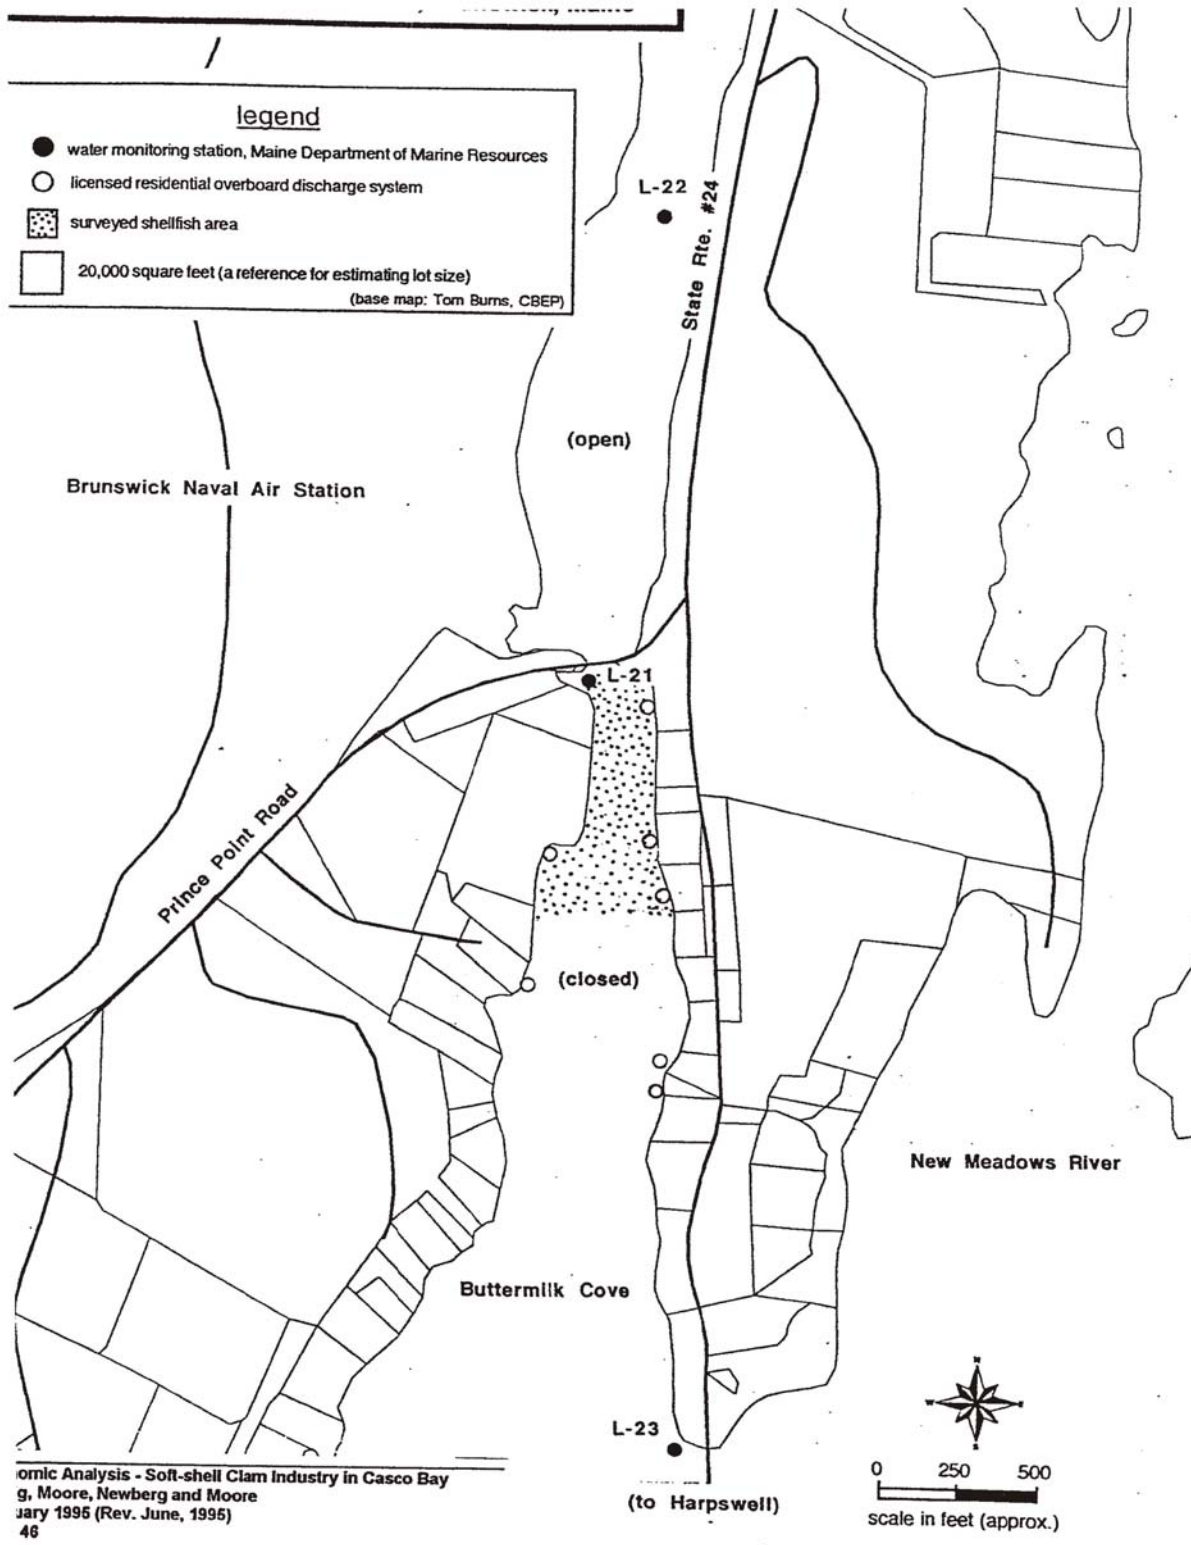 legend
water monitoring station, Maine Department of Marine Resources
licensed residential overboard discharge system
surveyed shellfish area
20,000 square feet (a reference for estimating lot size)
(base map: Tom Burns, CBEP)
L-22
State Rte. #24
(open)
Brunswick Naval Air Station
L-21
Prince Point Road
(closed)
New Meadows River
Buttermilk Cove
N
W
E
S
L-23
(to Harpswell)
0 250 500
scale in feet (approx.)
omic Analysis - Soft-shell Clam Industry in Casco Bay
g, Moore, Newberg and Moore
uary 1995 (Rev. June, 1995)
46